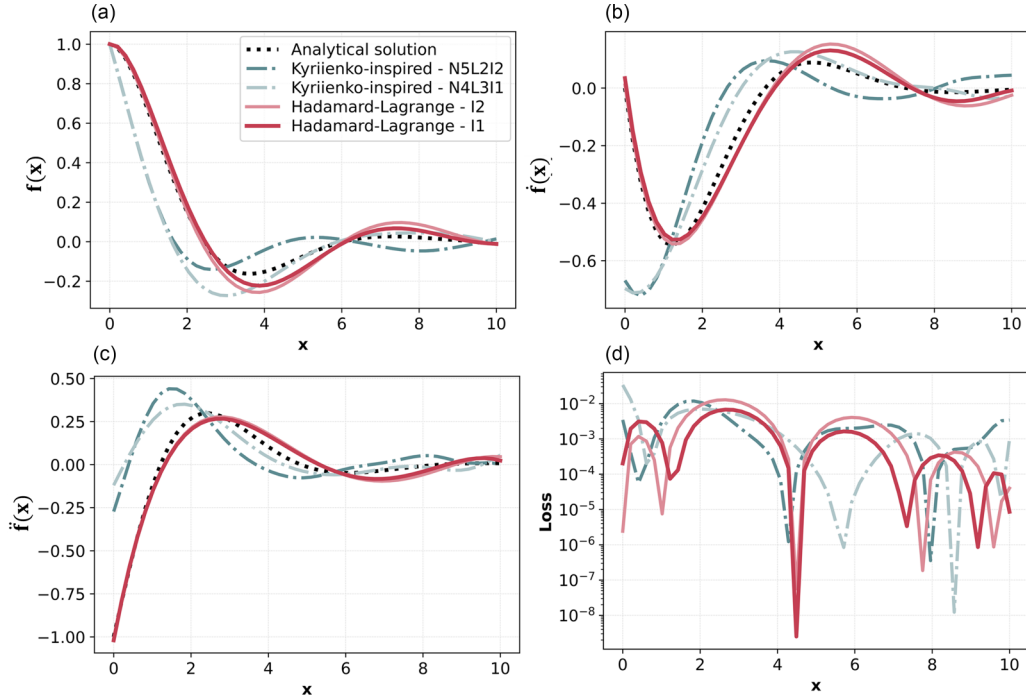 (a)
1.0
0.8
0.6
0.4
0.2
0.0
−0.2
f(x)
0 2 4 6 8 10
x
Analytical solution
Kyriienko-inspired - N5L2I2
Kyriienko-inspired - N4L3I1
Hadamard-Lagrange - I2
Hadamard-Lagrange - I1
(b)
0.0
−0.2
−0.4
−0.6
ḟ(x)
0 2 4 6 8 10
x
(c)
0.50
0.25
0.00
−0.25
−0.50
−0.75
−1.00
f̈(x)
0 2 4 6 8 10
x
(d)
10⁻²
10⁻³
10⁻⁴
10⁻⁵
10⁻⁶
10⁻⁷
10⁻⁸
Loss
0 2 4 6 8 10
x